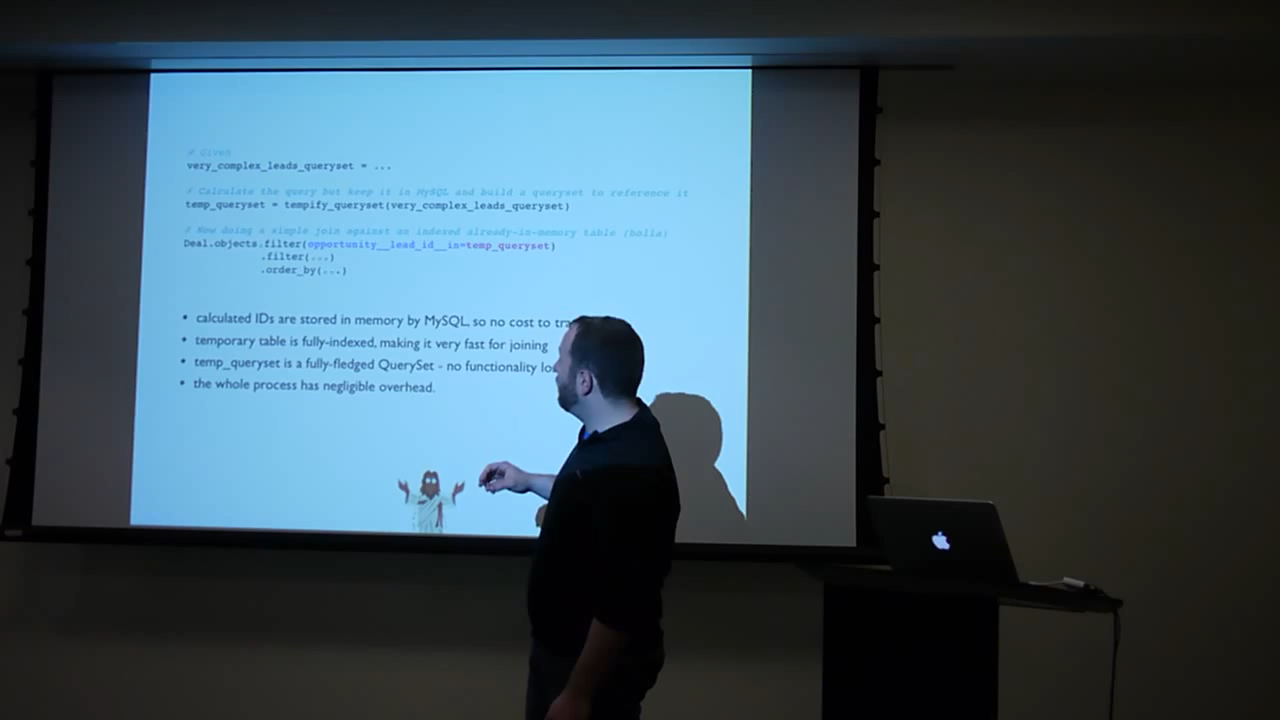 # Given
very_complex_leads_queryset = ...
# Calculate the query but keep it in MySQL and build a queryset to reference it
temp_queryset = tempify_queryset(very_complex_leads_queryset)
# Now doing a simple join against an indexed already-in-memory table (holla)
Deal.objects.filter(opportunity__lead_id__in=temp_queryset)
.filter(...)
.order_by(...)
• calculated IDs are stored in memory by MySQL, so no cost to
• temporary table is fully-indexed, making it very fast for joining
• temp_queryset is a fully-fledged QuerySet - no functionality
• the whole process has negligible overhead.